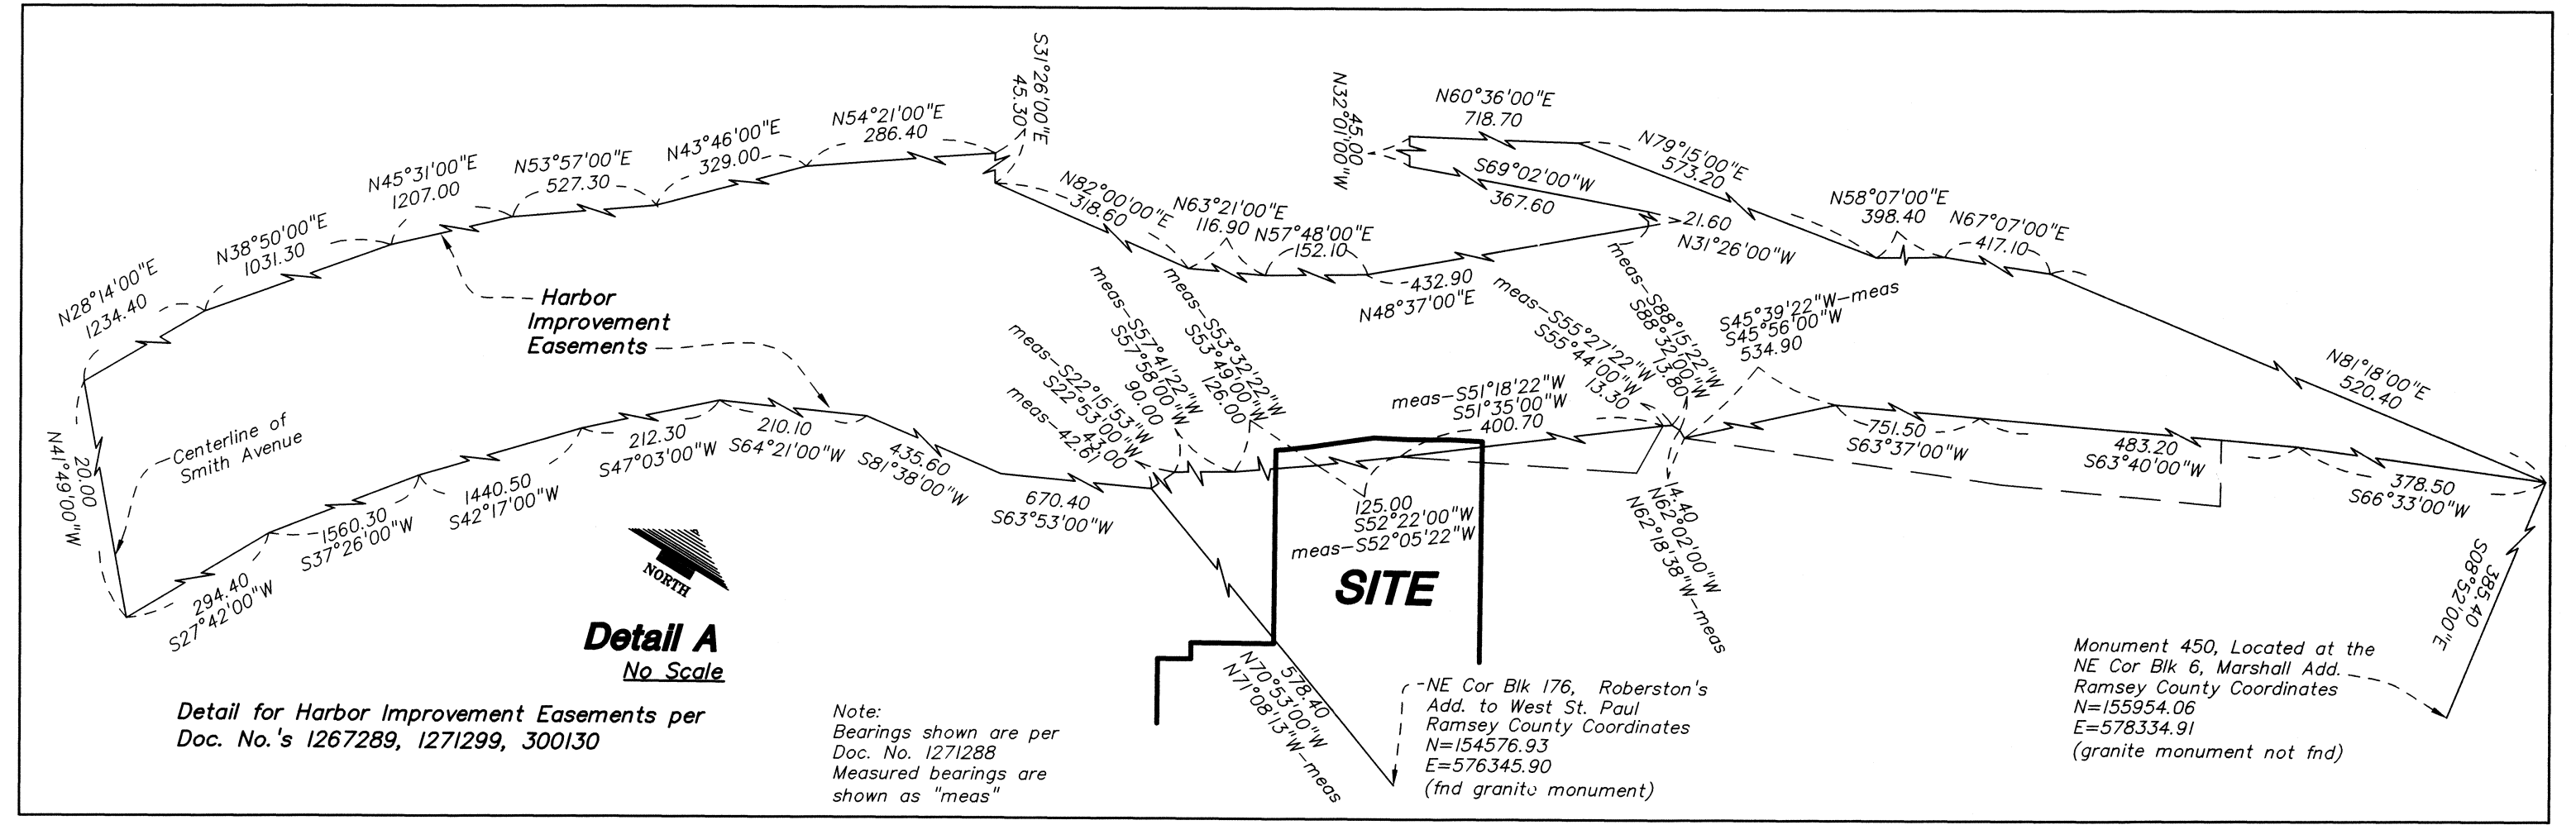 N28°14'00"E
1234.40
N38°50'00"E
1031.30
N45°31'00"E
1207.00
N53°57'00"E
527.30
N43°46'00"E
329.00
N54°21'00"E
286.40
S31°26'00"E
45.30
N82°00'00"E
318.60
N63°21'00"E
116.90
N57°48'00"E
152.10
432.90
N48°37'00"E
21.60
N31°26'00"W
S69°02'00"W
367.60
45.00
N32°01'00"W
N60°36'00"E
718.70
N79°15'00"E
573.20
N58°07'00"E
398.40
N67°07'00"E
417.10
N81°18'00"E
520.40
Harbor
Improvement
Easements
Centerline of
Smith Avenue
20.00
N41°49'00"W
294.40
S27°42'00"W
1560.30
S37°26'00"W
1440.50
S42°17'00"W
212.30
S47°03'00"W
210.10
S64°21'00"W
435.60
S81°38'00"W
670.40
S63°53'00"W
meas-S22°15'53"W
S22°53'00"W
43.00
meas-42.61
meas-S57°41'22"W
S57°58'00"W
90.00
meas-S53°32'22"W
S53°49'00"W
126.00
125.00
S52°22'00"W
meas-S52°05'22"W
meas-S51°18'22"W
S51°35'00"W
400.70
meas-S55°27'22"W
S55°44'00"W
13.30
meas-S88°15'22"W
S88°32'00"W
13.80
S45°39'22"W-meas
S45°56'00"W
534.90
14.40
N62°02'00"W
N62°18'38"W-meas
751.50
S63°37'00"W
483.20
S63°40'00"W
378.50
S66°33'00"W
385.40
S08°52'00"E
578.40
N70°53'00"W
N71°08'13"W-meas
SITE
NORTH
Detail A
No Scale
Detail for Harbor Improvement Easements per
Doc. No.'s 1267289, 1271299, 300130
Note:
Bearings shown are per
Doc. No. 1271288
Measured bearings are
shown as "meas"
NE Cor Blk 176, Roberston's
Add. to West St. Paul
Ramsey County Coordinates
N=154576.93
E=576345.90
(fnd granite monument)
Monument 450, Located at the
NE Cor Blk 6, Marshall Add.
Ramsey County Coordinates
N=155954.06
E=578334.91
(granite monument not fnd)